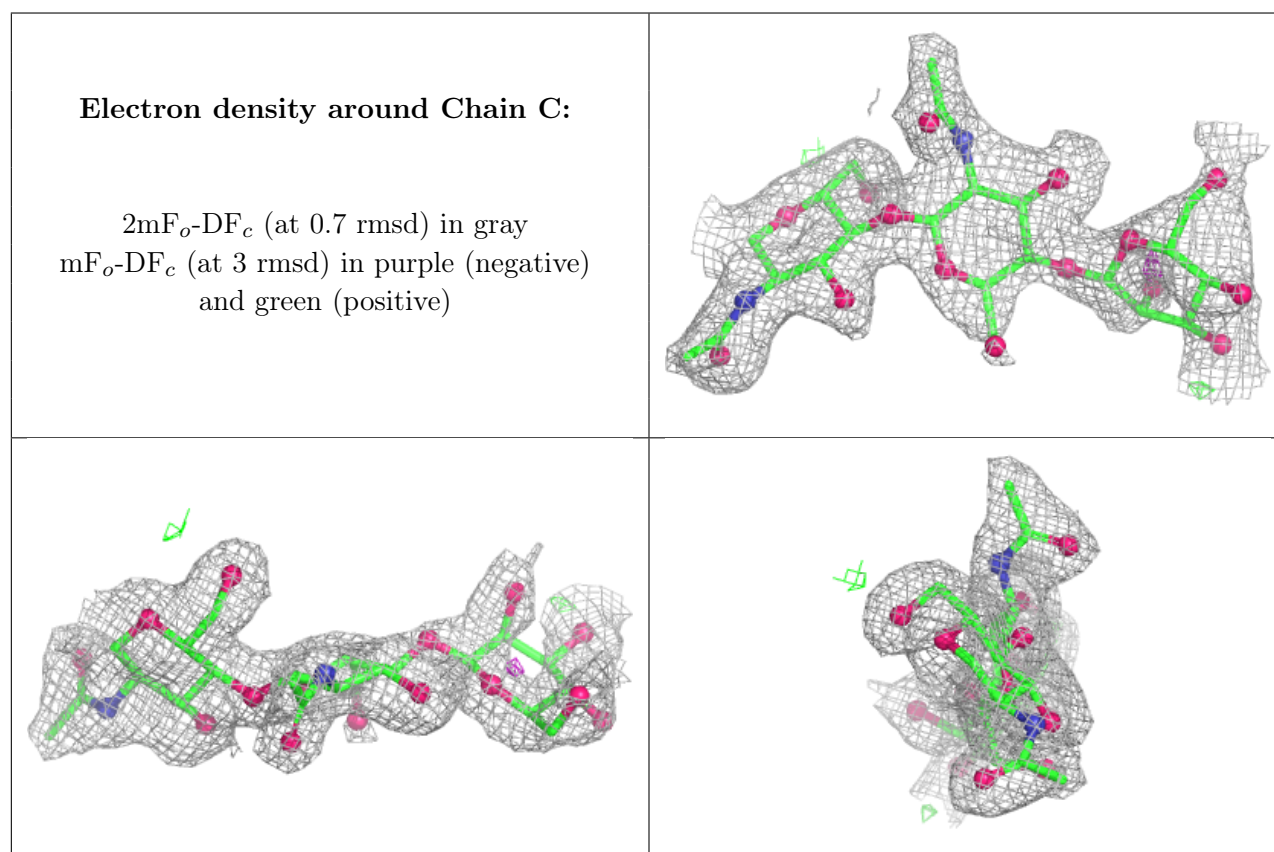 Electron density around Chain C:
2mFo-DFc (at 0.7 rmsd) in gray
mFo-DFc (at 3 rmsd) in purple (negative)
and green (positive)